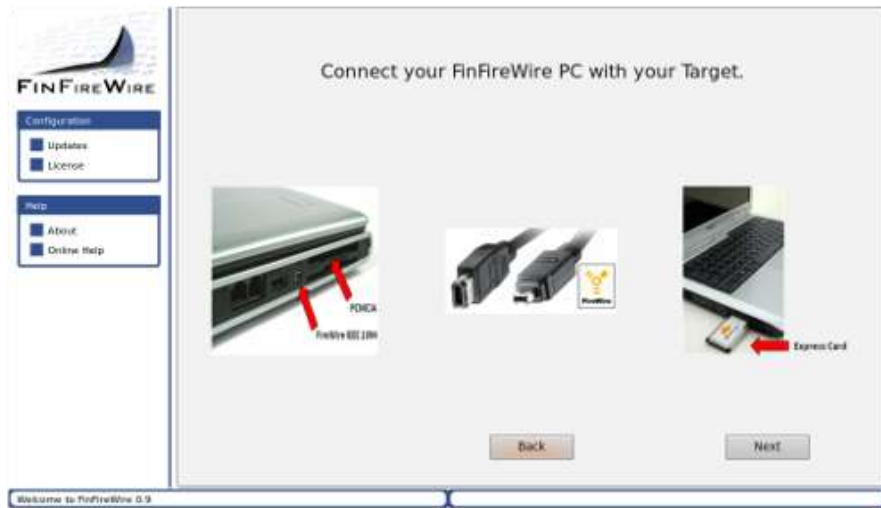 FINFIREWIRE
Configuration
Updates
License
Help
About
Online Help
Connect your FinFireWire PC with your Target.
PCMCIA
FireWire IEEE 1394
FireWire
Express Card
Back
Next
Welcome to FinFireWire 0.9